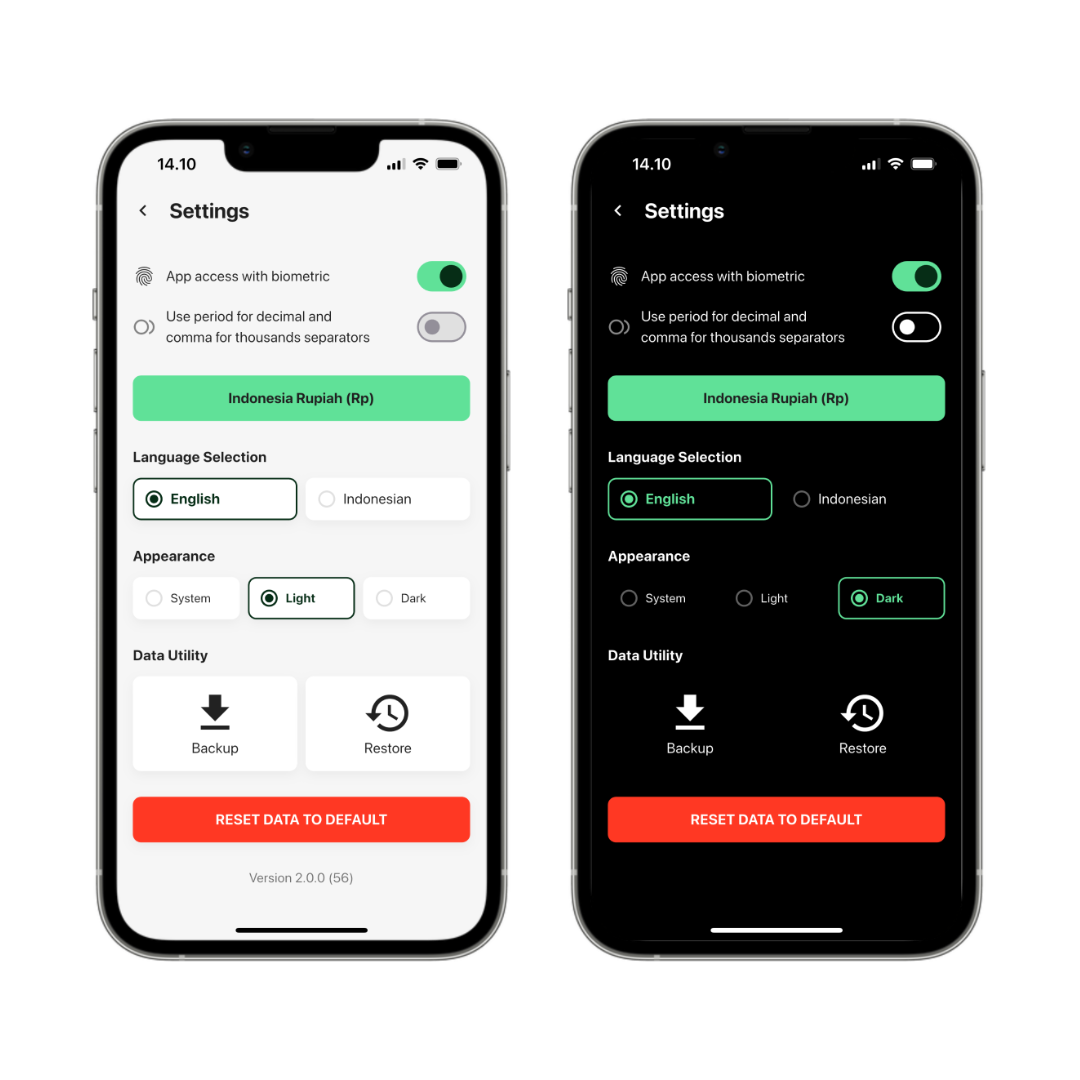 14.10
Settings
App access with biometric
Use period for decimal and
comma for thousands separators
Indonesia Rupiah (Rp)
Language Selection
English
Indonesian
Appearance
System
Light
Dark
Data Utility
Backup
Restore
RESET DATA TO DEFAULT
Version 2.0.0 (56)
14.10
Settings
App access with biometric
Use period for decimal and
comma for thousands separators
Indonesia Rupiah (Rp)
Language Selection
English
Indonesian
Appearance
System
Light
Dark
Data Utility
Backup
Restore
RESET DATA TO DEFAULT